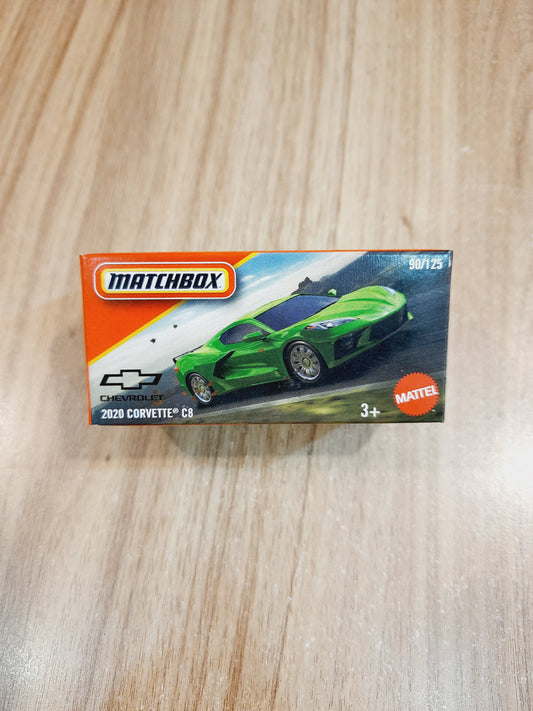 MATCHBOX
90/125
CHEVROLET
2020 CORVETTE® C8
3+
MATTEL